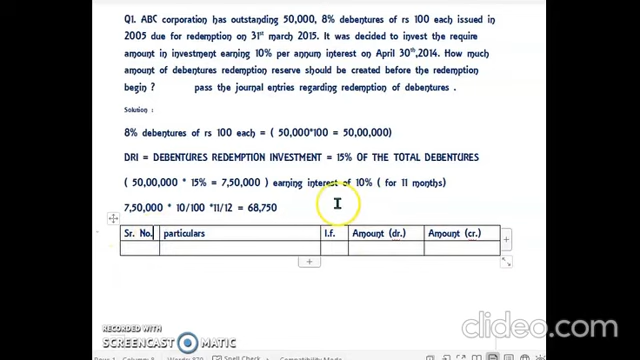 Q1. ABC corporation has outstanding 50,000, 8% debentures of rs 100 each issued in
2005 due for redemption on 31st march 2015. It was decided to invest the require
amount in investment earning 10% per annum interest on April 30th,2014. How much
amount of debentures redemption reserve should be created before the redemption
begin ? pass the journal entries regarding redemption of debentures .
Solution :
8% debentures of rs 100 each = ( 50,000*100 = 50,00,000)
DRI = DEBENTURES REDEMPTION INVESTMENT = 15% OF THE TOTAL DEBENTURES
( 50,00,000 * 15% = 7,50,000 ) earning interest of 10% ( for 11 months)
7,50,000 * 10/100 *11/12 = 68,750
Sr. No. particulars l.f. Amount (dr.) Amount (cr.)
RECORDED WITH
SCREENCAST MATIC
clideo.com